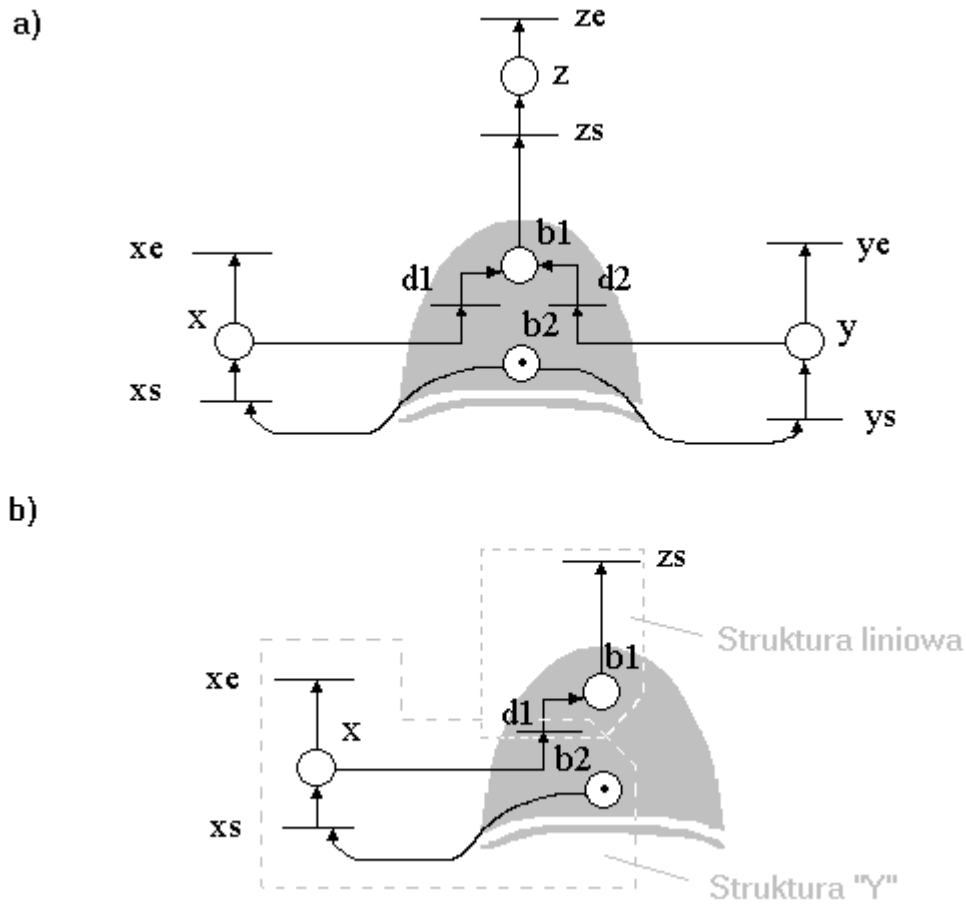 a)
ze
z
zs
b1
xe
ye
d1
d2
x
b2
y
xs
ys
b)
zs
Struktura liniowa
b1
xe
d1
x
b2
xs
Struktura "Y"